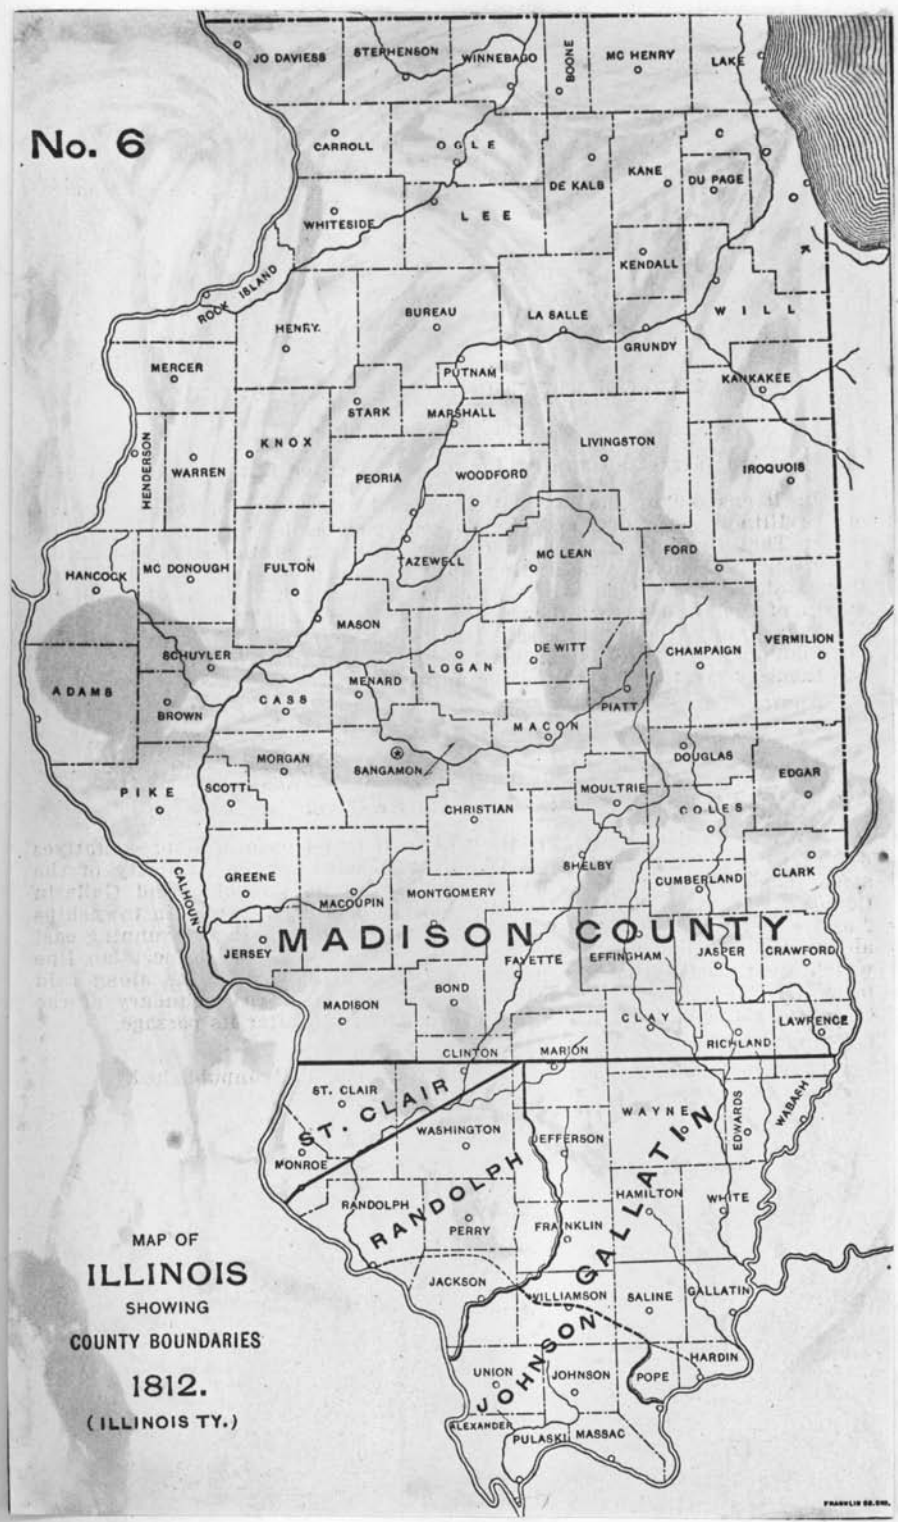 JO DAVIESS
STEPHENSON
WINNEBAGO
BOONE
MC HENRY
LAKE
No. 6
CARROLL
OGLE
DE KALB
KANE
DU PAGE
C
O
O
K
WHITESIDE
LEE
KENDALL
ROCK ISLAND
HENRY.
BUREAU
LA SALLE
GRUNDY
WILL
MERCER
PUTNAM
KANKAKEE
STARK
MARSHALL
HENDERSON
WARREN
KNOX
PEORIA
WOODFORD
LIVINGSTON
IROQUOIS
HANCOCK
MC DONOUGH
FULTON
TAZEWELL
MC LEAN
FORD
MASON
SCHUYLER
LOGAN
DE WITT
CHAMPAIGN
VERMILION
ADAMS
BROWN
CASS
MENARD
MACON
PIATT
SANGAMON
MORGAN
DOUGLAS
EDGAR
PIKE
SCOTT
CHRISTIAN
MOULTRIE
COLES
SHELBY
CUMBERLAND
CLARK
CALHOUN
GREENE
MACOUPIN
MONTGOMERY
MADISON COUNTY
JERSEY
FAYETTE
EFFINGHAM
JASPER
CRAWFORD
MADISON
BOND
CLAY
RICHLAND
LAWRENCE
CLINTON
MARION
ST. CLAIR
ST. CLAIR
WASHINGTON
JEFFERSON
WAYNE
EDWARDS
WABASH
MONROE
RANDOLPH
RANDOLPH
PERRY
FRANKLIN
HAMILTON
WHITE
GALLATIN
JACKSON
WILLIAMSON
SALINE
GALLATIN
JOHNSON
UNION
JOHNSON
POPE
HARDIN
ALEXANDER
PULASKI
MASSAC
MAP OF
ILLINOIS
SHOWING
COUNTY BOUNDARIES
1812.
(ILLINOIS TY.)